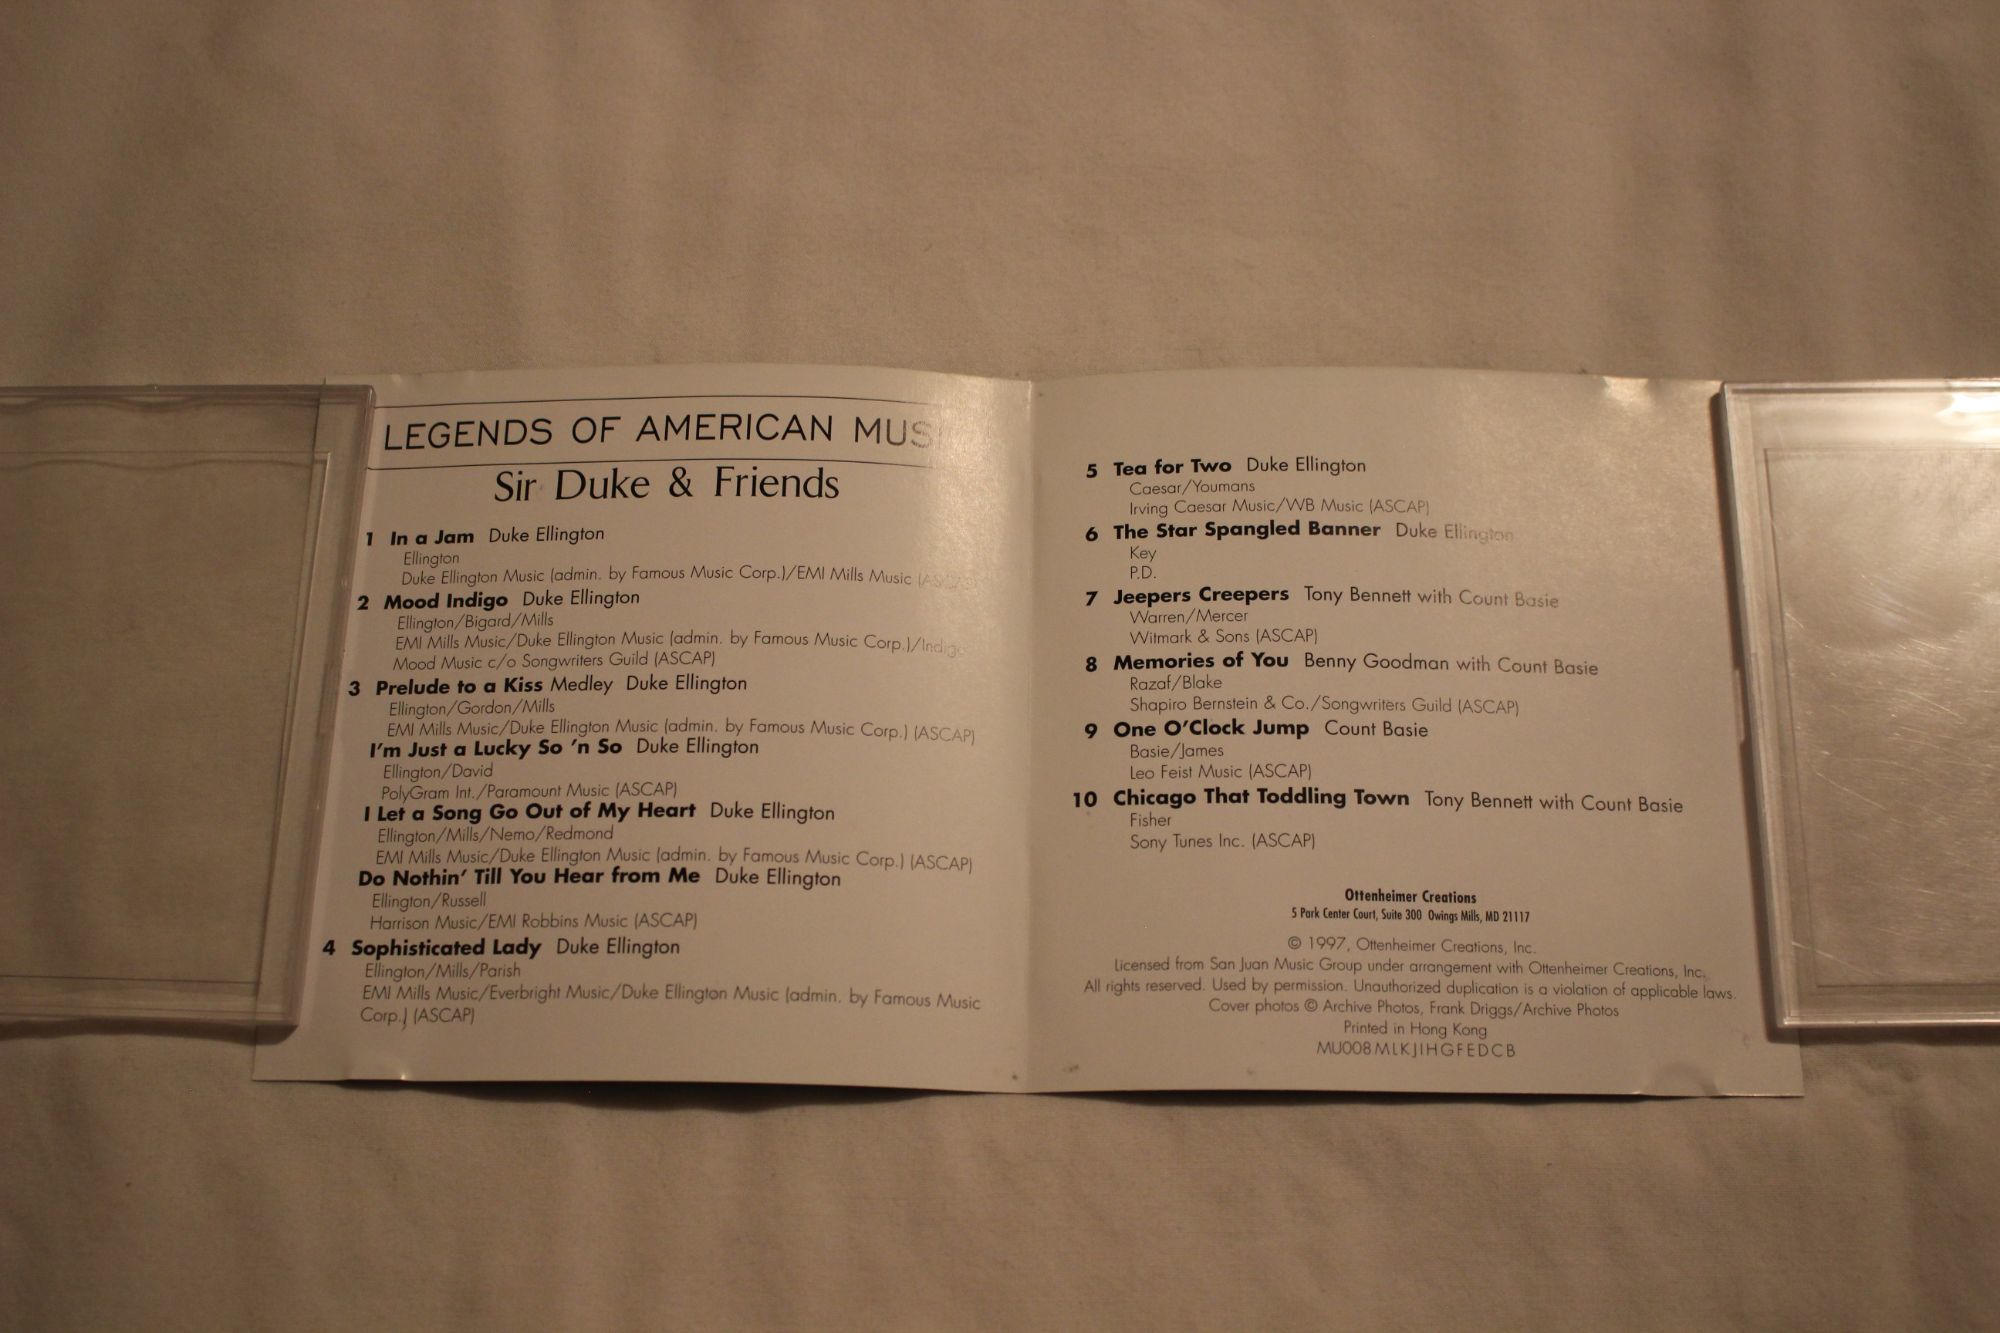 LEGENDS OF AMERICAN MUS
Sir Duke & Friends
1 In a Jam Duke Ellington
Ellington
Duke Ellington Music (admin. by Famous Music Corp.)/EMI Mills Music (ASCAP)
2 Mood Indigo Duke Ellington
Ellington/Bigard/Mills
EMI Mills Music/Duke Ellington Music (admin. by Famous Music Corp.)/Indigo
Mood Music c/o Songwriters Guild (ASCAP)
3 Prelude to a Kiss Medley Duke Ellington
Ellington/Gordon/Mills
EMI Mills Music/Duke Ellington Music (admin. by Famous Music Corp.) (ASCAP)
I'm Just a Lucky So 'n So Duke Ellington
Ellington/David
PolyGram Int./Paramount Music (ASCAP)
I Let a Song Go Out of My Heart Duke Ellington
Ellington/Mills/Nemo/Redmond
EMI Mills Music/Duke Ellington Music (admin. by Famous Music Corp.) (ASCAP)
Do Nothin' Till You Hear from Me Duke Ellington
Ellington/Russell
Harrison Music/EMI Robbins Music (ASCAP)
4 Sophisticated Lady Duke Ellington
Ellington/Mills/Parish
EMI Mills Music/Everbright Music/Duke Ellington Music (admin. by Famous Music
Corp.) (ASCAP)
5 Tea for Two Duke Ellington
Caesar/Youmans
Irving Caesar Music/WB Music (ASCAP)
6 The Star Spangled Banner Duke Ellington
Key
P.D.
7 Jeepers Creepers Tony Bennett with Count Basie
Warren/Mercer
Witmark & Sons (ASCAP)
8 Memories of You Benny Goodman with Count Basie
Razaf/Blake
Shapiro Bernstein & Co./Songwriters Guild (ASCAP)
9 One O'Clock Jump Count Basie
Basie/James
Leo Feist Music (ASCAP)
10 Chicago That Toddling Town Tony Bennett with Count Basie
Fisher
Sony Tunes Inc. (ASCAP)
Ottenheimer Creations
5 Park Center Court, Suite 300 Owings Mills, MD 21117
© 1997, Ottenheimer Creations, Inc.
Licensed from San Juan Music Group under arrangement with Ottenheimer Creations, Inc.
All rights reserved. Used by permission. Unauthorized duplication is a violation of applicable laws.
Cover photos © Archive Photos, Frank Driggs/Archive Photos
Printed in Hong Kong
MU008MLKJIHGFEDCB